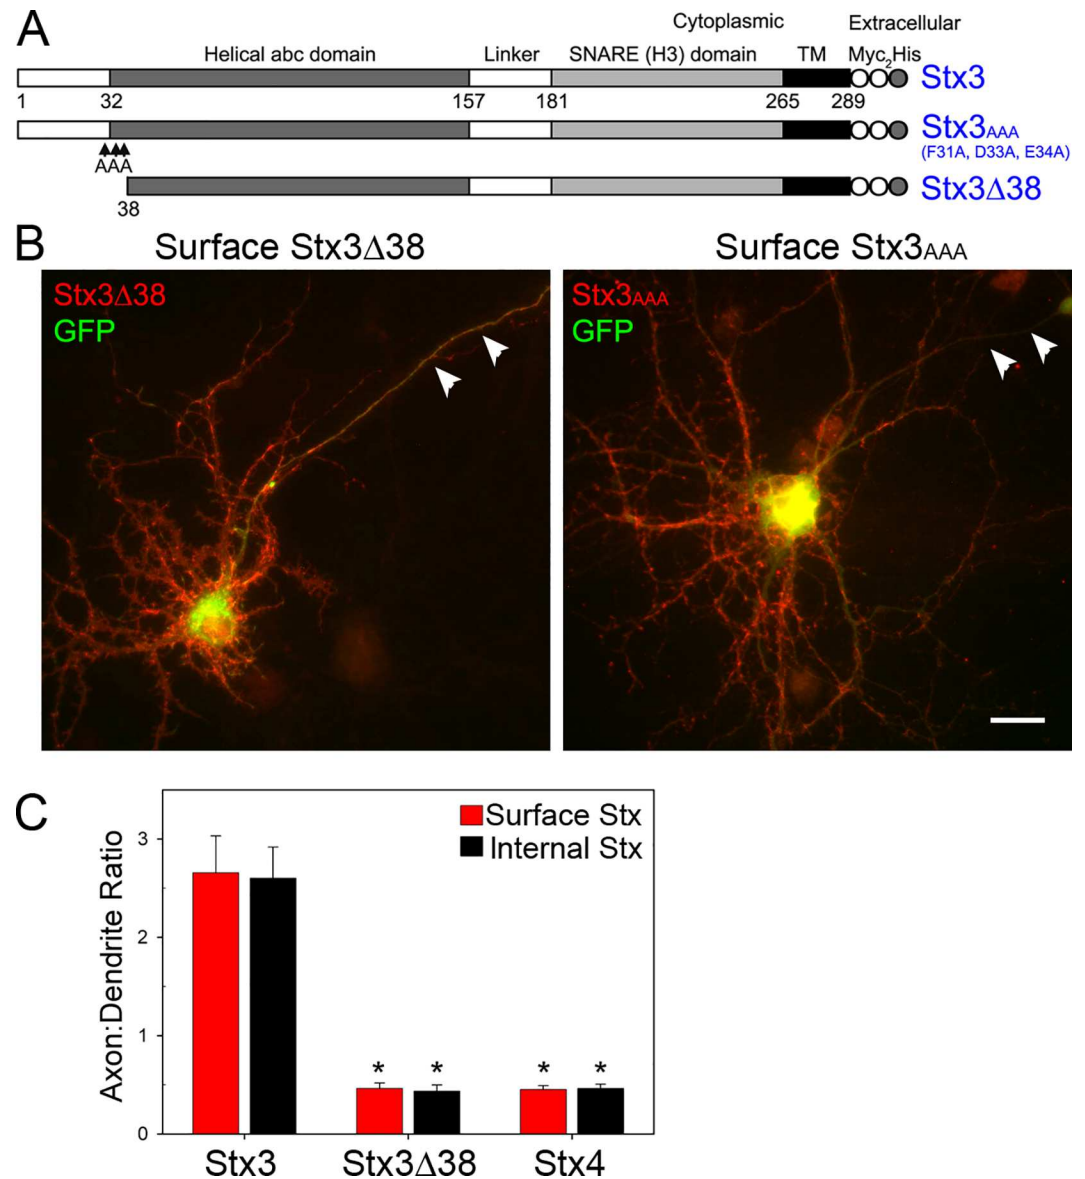 A
Cytoplasmic Extracellular
Helical abc domain Linker SNARE (H3) domain TM Myc₂His
Stx3
1 32 157 181 265 289
Stx3AAA
(F31A, D33A, E34A)
AAA
Stx3Δ38
38
B
Surface Stx3Δ38 Surface Stx3AAA
Stx3Δ38 Stx3AAA
GFP GFP
C
Surface Stx
Internal Stx
Axon:Dendrite Ratio
3
2
1
0
* * * *
Stx3 Stx3Δ38 Stx4